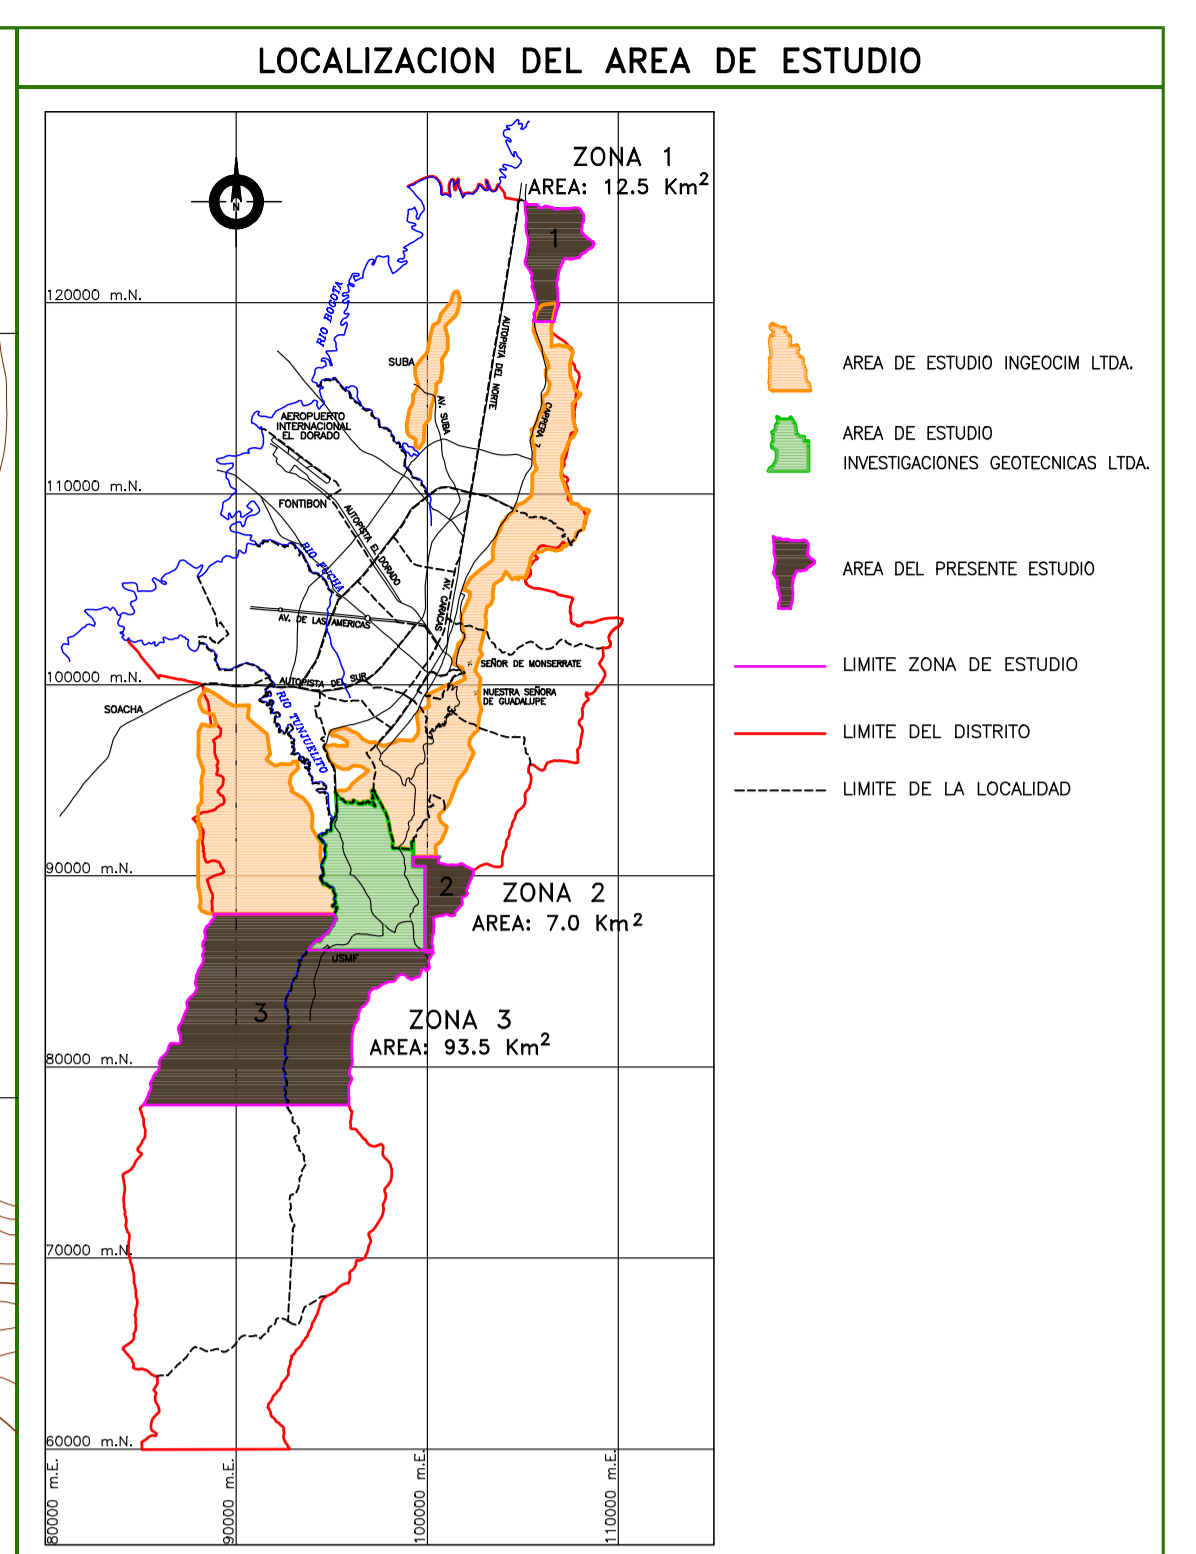 LOCALIZACION DEL AREA DE ESTUDIO
ZONA 1
AREA: 12.5 Km²
N
1
120000 m.N.
RIO BOGOTA
AUTOPISTA DEL NORTE
SUBA
AV. SUBA
CARRERA 7
AEROPUERTO
INTERNACIONAL
EL DORADO
110000 m.N.
FONTIBON
AUTOPISTA EL DORADO
RIO FUCHA
AV. CARACAS
AV. DE LAS AMERICAS
SEÑOR DE MONSERRATE
100000 m.N.
AUTOPISTA DEL SUR
NUESTRA SEÑORA
DE GUADALUPE
SOACHA
RIO TUNJUELITO
90000 m.N.
2
ZONA 2
AREA: 7.0 Km²
USME
3
ZONA 3
AREA: 93.5 Km²
80000 m.N.
70000 m.N.
60000 m.N.
80000 m.E.
90000 m.E.
100000 m.E.
110000 m.E.
AREA DE ESTUDIO INGEOCIM LTDA.
AREA DE ESTUDIO
INVESTIGACIONES GEOTECNICAS LTDA.
AREA DEL PRESENTE ESTUDIO
LIMITE ZONA DE ESTUDIO
LIMITE DEL DISTRITO
LIMITE DE LA LOCALIDAD